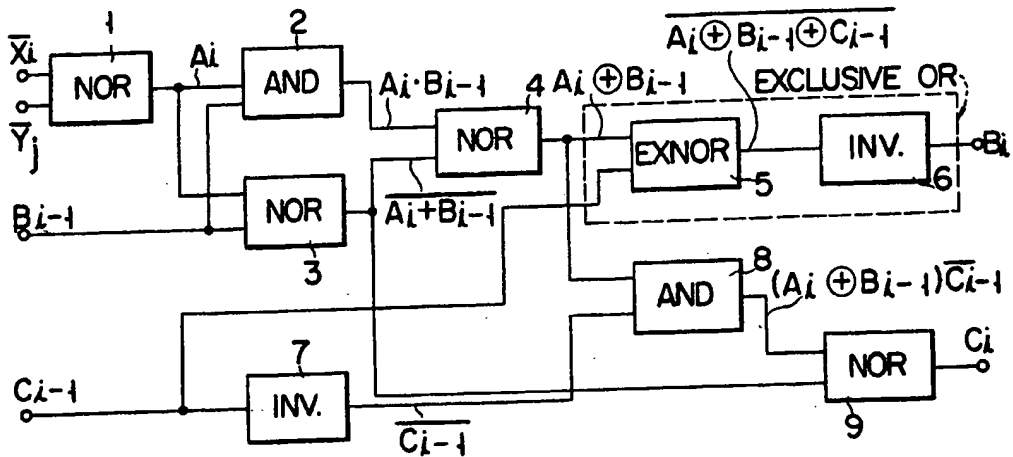 X̅i
1
NOR
Y̅j
Ai
2
AND
Ai·Bi-1
4
NOR
Ai⊕Bi-1
A̅i̅⊕̅B̅i̅-̅1̅⊕̅C̅i̅-̅1̅
EXCLUSIVE OR
EXNOR
5
INV.
6
Bi
Bi-1
NOR
3
A̅i̅+̅B̅i̅-̅1̅
AND
8
(Ai⊕Bi-1)C̅i̅-1
Ci-1
7
INV.
C̅i̅-̅1̅
NOR
9
Ci